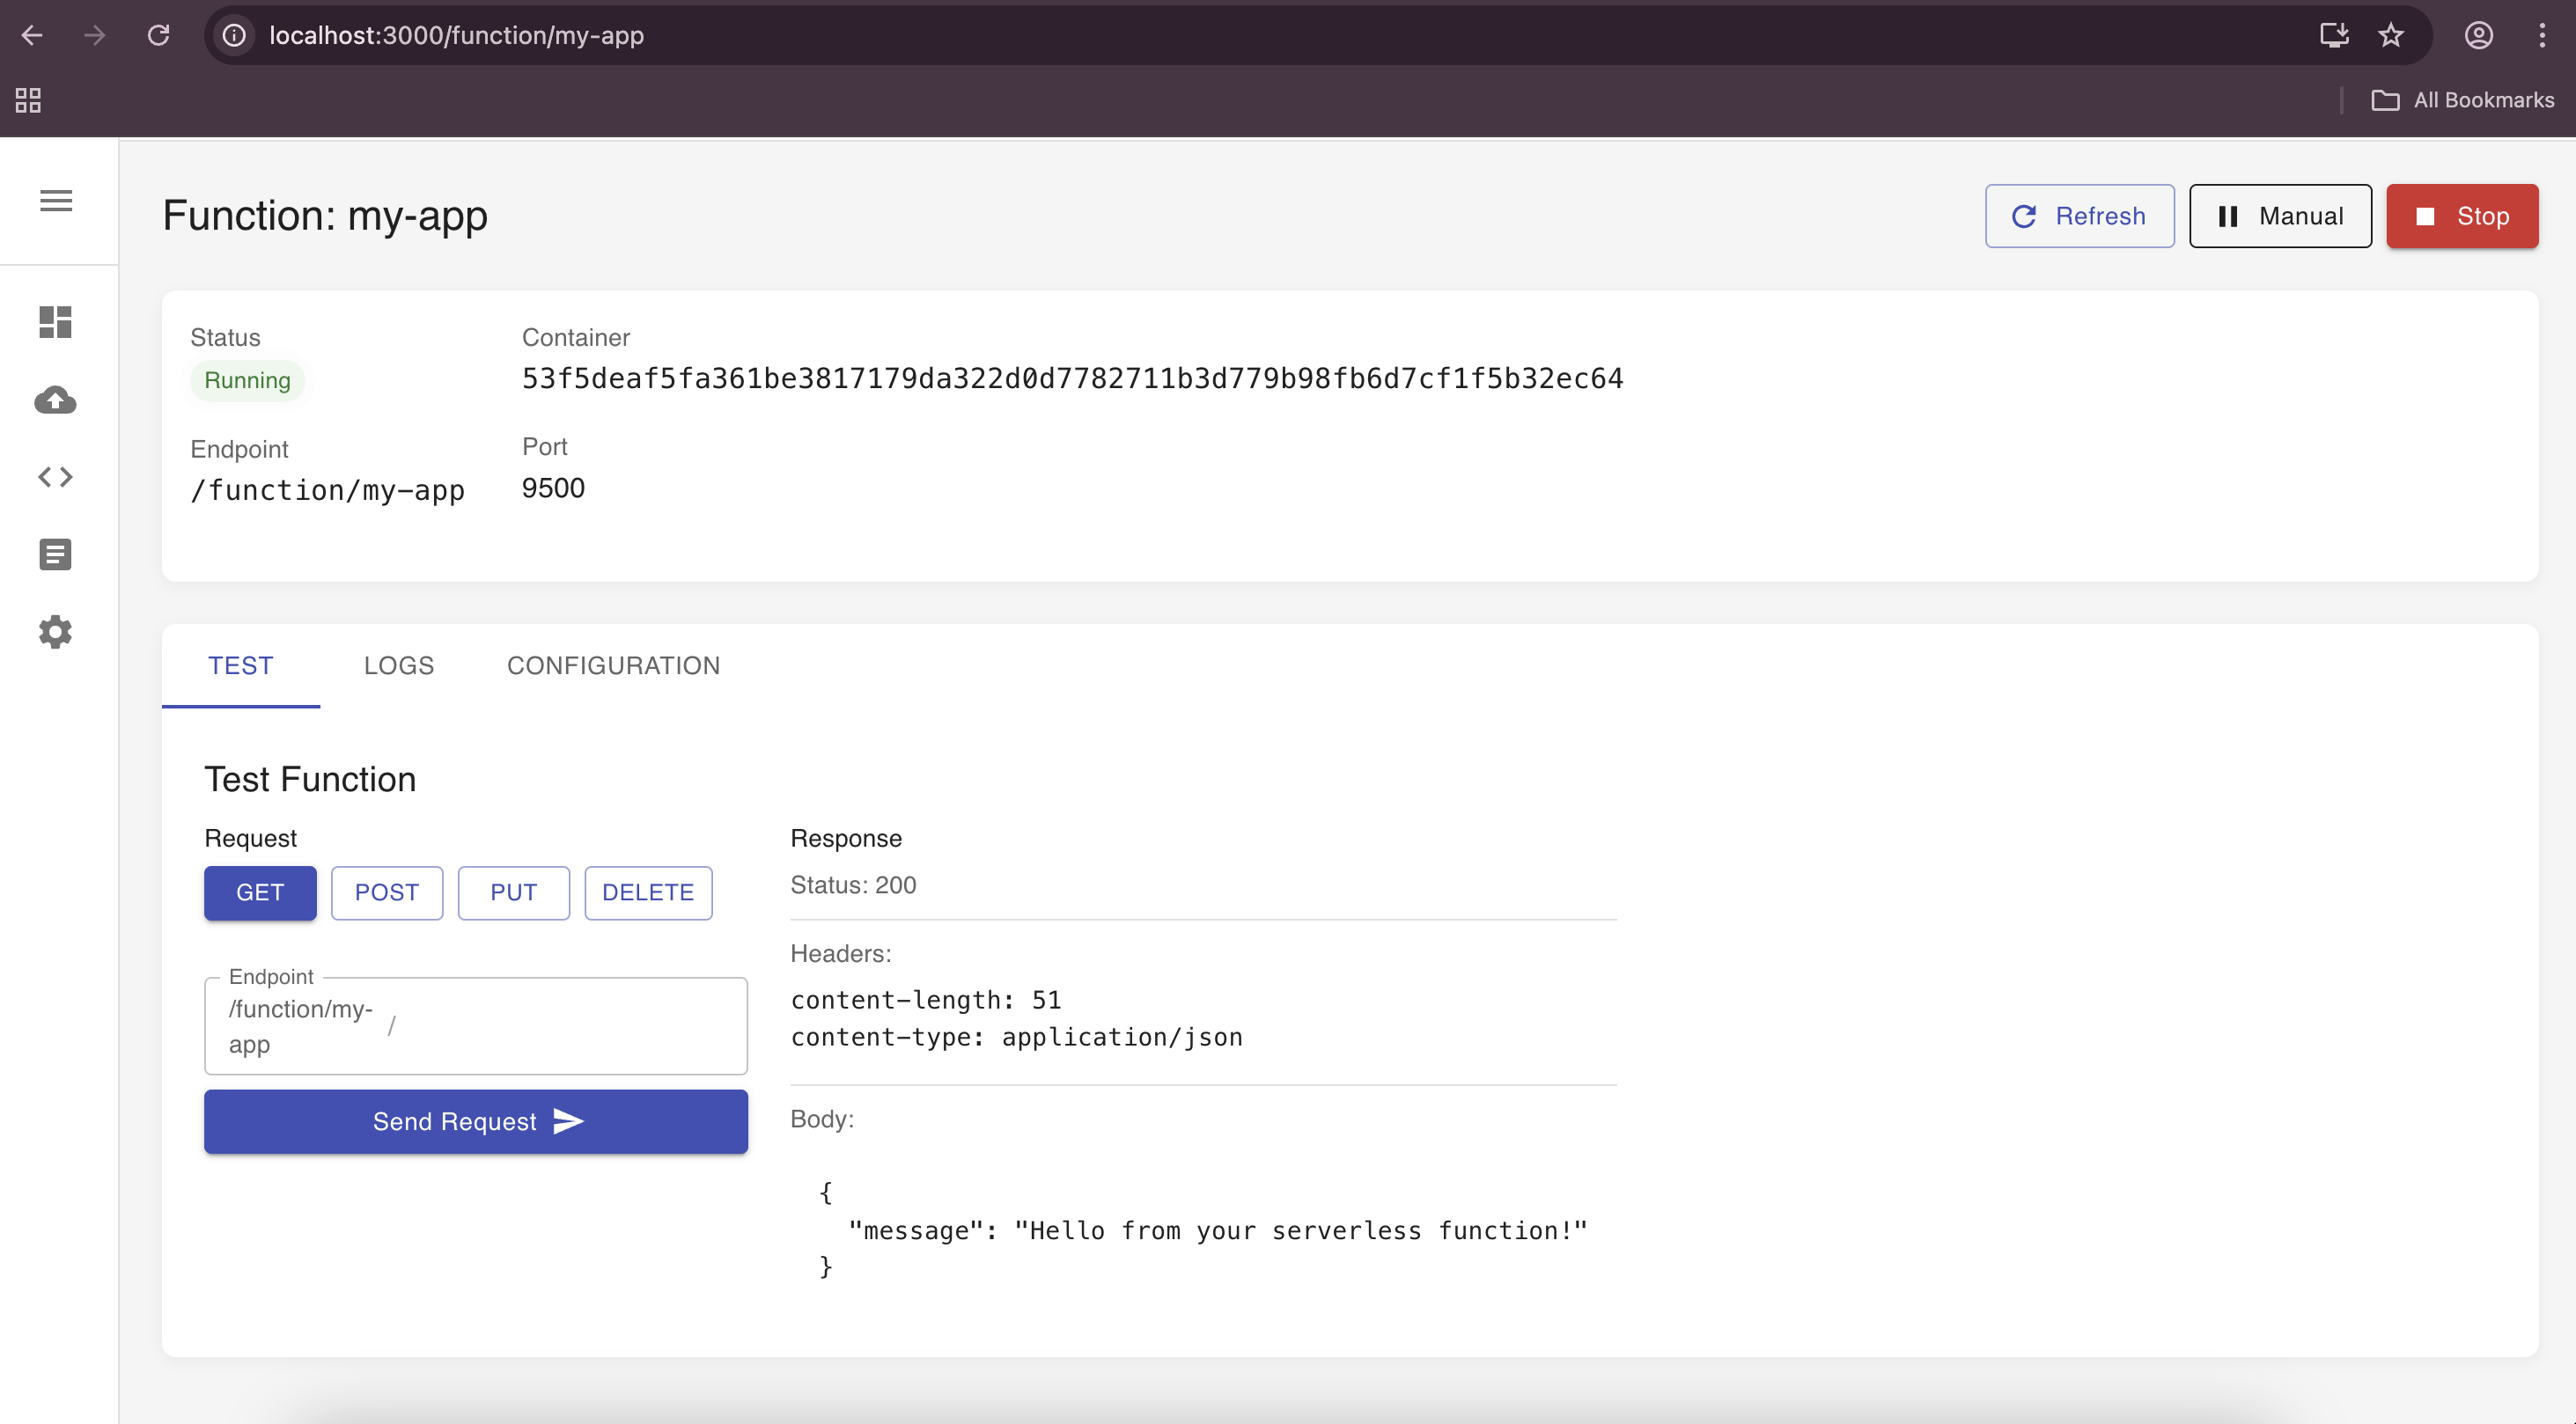 localhost:3000/function/my-app
All Bookmarks
Function: my-app
Refresh
Manual
Stop
Status
Container
Running
53f5deaf5fa361be3817179da322d0d7782711b3d779b98fb6d7cf1f5b32ec64
Endpoint
Port
/function/my-app
9500
TEST
LOGS
CONFIGURATION
Test Function
Request
GET
POST
PUT
DELETE
Endpoint
/function/my-
app
/
Send Request
Response
Status: 200
Headers:
content-length: 51
content-type: application/json
Body:
{
"message": "Hello from your serverless function!"
}